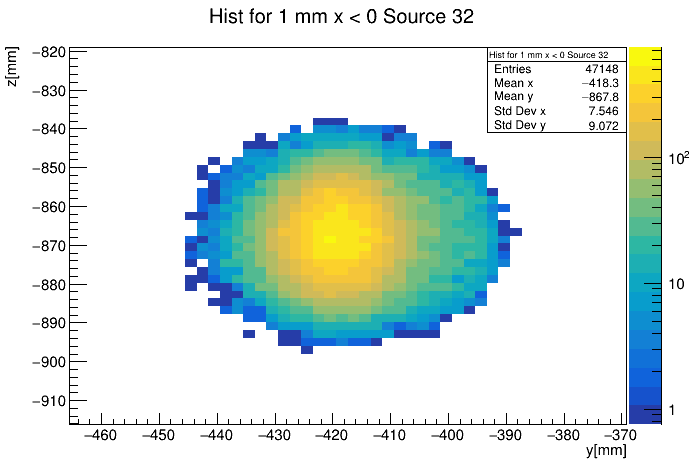 Hist for 1 mm x < 0 Source 32
z[mm]
Hist for 1 mm x < 0 Source 32
Entries 47148
Mean x −418.3
Mean y −867.8
Std Dev x 7.546
Std Dev y 9.072
−820
−830
−840
−850
−860
−870
−880
−890
−900
−910
10²
10
1
−460 −450 −440 −430 −420 −410 −400 −390 −380 −370
y[mm]